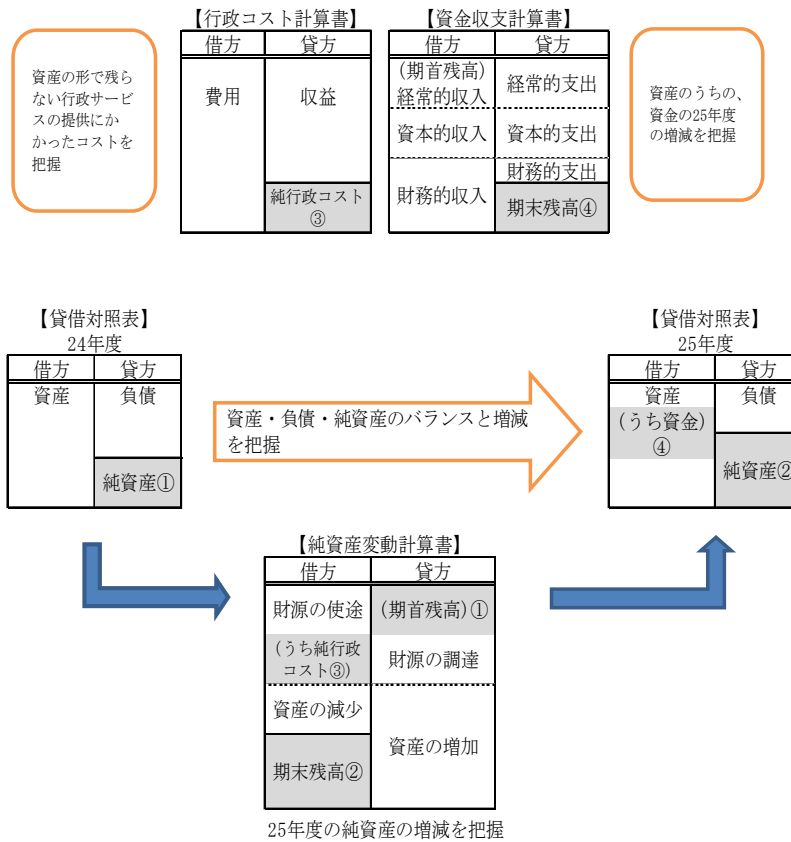 【行政コスト計算書】
借方
貸方
費用
収益
純行政コスト
③
【資金収支計算書】
借方
貸方
(期首残高)
経常的収入
経常的支出
資本的収入
資本的支出
財務的収入
財務的支出
期末残高④
資産の形で残ら
ない行政サービ
スの提供にか
かったコストを
把握
資産のうちの、
資金の25年度
の増減を把握
【貸借対照表】
24年度
借方
貸方
資産
負債
純資産①
資産・負債・純資産のバランスと増減
を把握
【貸借対照表】
25年度
借方
貸方
資産
(うち資金)
④
負債
純資産②
【純資産変動計算書】
借方
貸方
財源の使途
(期首残高)①
(うち純行政
コスト③)
財源の調達
資産の減少
資産の増加
期末残高②
25年度の純資産の増減を把握